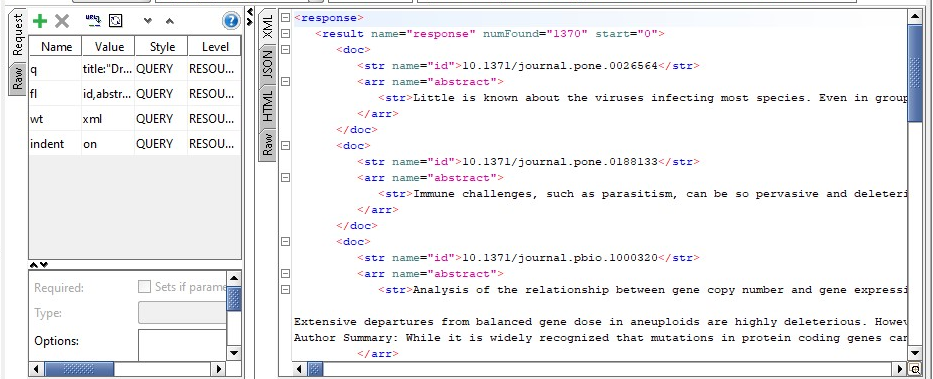 Request
Raw
Name Value Style Level
q title:"Dr... QUERY RESOU...
fl id,abstr... QUERY RESOU...
wt xml QUERY RESOU...
indent on QUERY RESOU...
Required: Sets if parame
Type:
Options:
XML
JSON
HTML
Raw
<response>
<result name="response" numFound="1370" start="0">
<doc>
<str name="id">10.1371/journal.pone.0026564</str>
<arr name="abstract">
<str>Little is known about the viruses infecting most species. Even in group
</arr>
</doc>
<doc>
<str name="id">10.1371/journal.pone.0188133</str>
<arr name="abstract">
<str>Immune challenges, such as parasitism, can be so pervasive and deleteri
</arr>
</doc>
<doc>
<str name="id">10.1371/journal.pbio.1000320</str>
<arr name="abstract">
<str>Analysis of the relationship between gene copy number and gene expressi
Extensive departures from balanced gene dose in aneuploids are highly deleterious. Howev
Author Summary: While it is widely recognized that mutations in protein coding genes can
</arr>